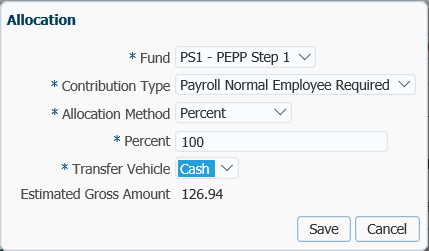 Allocation
* Fund PS1 - PEPP Step 1
* Contribution Type Payroll Normal Employee Required
* Allocation Method Percent
* Percent 100
* Transfer Vehicle Cash
Estimated Gross Amount 126.94
Save Cancel